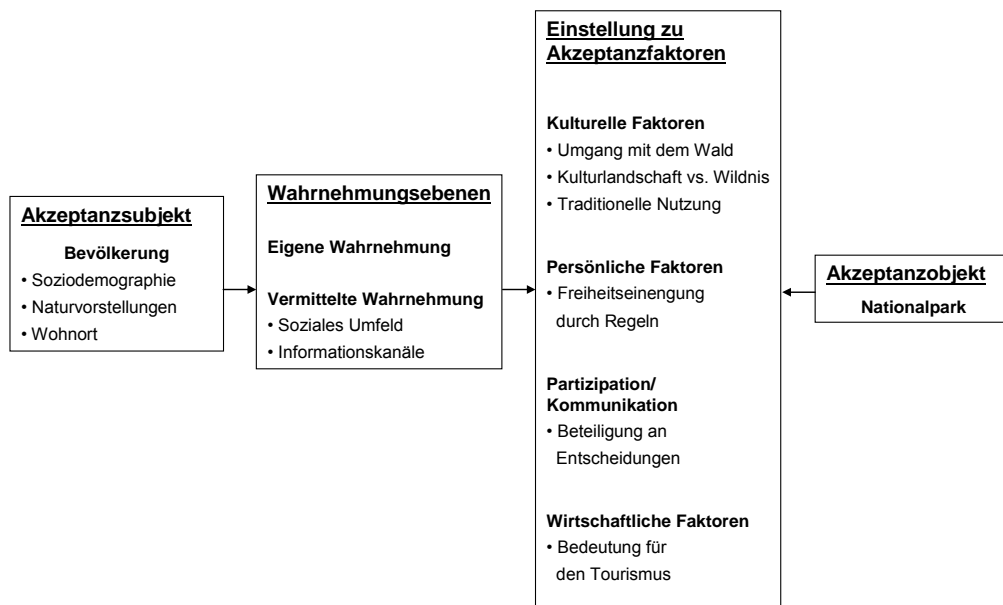 Akzeptanzsubjekt
Bevölkerung
• Soziodemographie
• Naturvorstellungen
• Wohnort
Wahrnehmungsebenen
Eigene Wahrnehmung
Vermittelte Wahrnehmung
• Soziales Umfeld
• Informationskanäle
Einstellung zu
Akzeptanzfaktoren
Kulturelle Faktoren
• Umgang mit dem Wald
• Kulturlandschaft vs. Wildnis
• Traditionelle Nutzung
Persönliche Faktoren
• Freiheitseinengung
durch Regeln
Partizipation/
Kommunikation
• Beteiligung an
Entscheidungen
Wirtschaftliche Faktoren
• Bedeutung für
den Tourismus
Akzeptanzobjekt
Nationalpark